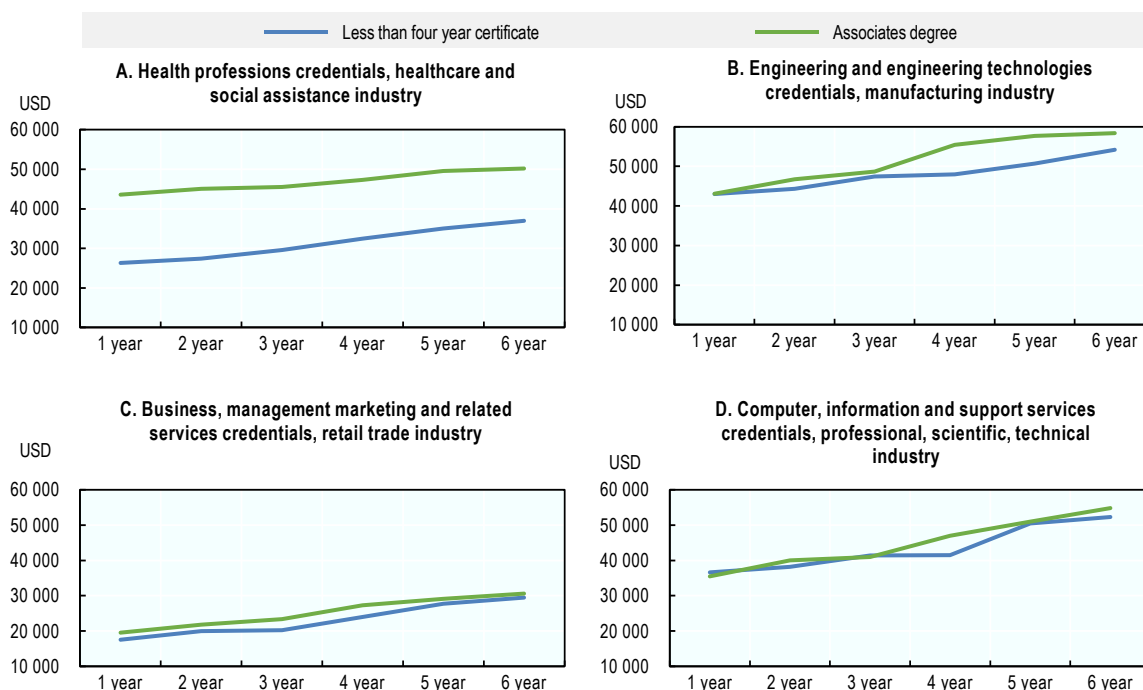 Less than four year certificate
Associates degree
A. Health professions credentials, healthcare and
social assistance industry
USD
60 000
50 000
40 000
30 000
20 000
10 000
1 year 2 year 3 year 4 year 5 year 6 year
B. Engineering and engineering technologies
credentials, manufacturing industry
USD
60 000
50 000
40 000
30 000
20 000
10 000
1 year 2 year 3 year 4 year 5 year 6 year
C. Business, management marketing and related
services credentials, retail trade industry
USD
60 000
50 000
40 000
30 000
20 000
10 000
1 year 2 year 3 year 4 year 5 year 6 year
D. Computer, information and support services
credentials, professional, scientific, technical
industry
USD
60 000
50 000
40 000
30 000
20 000
10 000
1 year 2 year 3 year 4 year 5 year 6 year